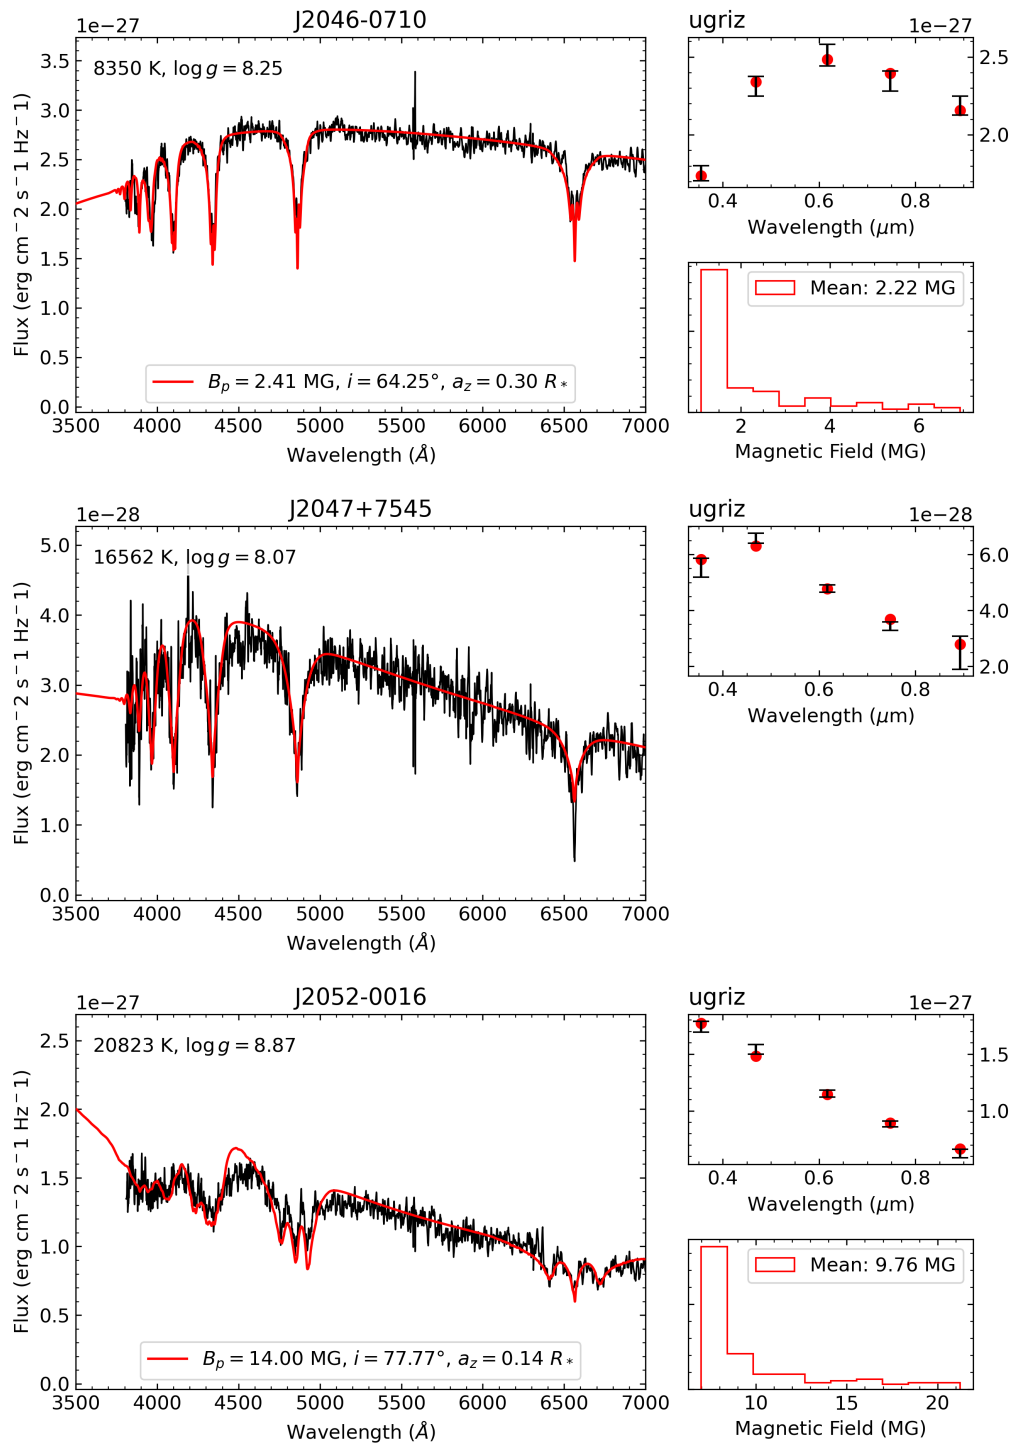 J2046-0710
1e−27
8350 K, log g = 8.25
Flux (erg cm−2 s−1 Hz−1)
3.5
3.0
2.5
2.0
1.5
1.0
0.5
0.0
B_p = 2.41 MG, i = 64.25°, a_z = 0.30 R_*
3500 4000 4500 5000 5500 6000 6500 7000
Wavelength (Å)
ugriz
1e−27
2.5
2.0
0.4 0.6 0.8
Wavelength (μm)
Mean: 2.22 MG
2 4 6
Magnetic Field (MG)
J2047+7545
1e−28
16562 K, log g = 8.07
Flux (erg cm−2 s−1 Hz−1)
5.0
4.0
3.0
2.0
1.0
0.0
3500 4000 4500 5000 5500 6000 6500 7000
Wavelength (Å)
ugriz
1e−28
6.0
4.0
2.0
0.4 0.6 0.8
Wavelength (μm)
J2052-0016
1e−27
20823 K, log g = 8.87
Flux (erg cm−2 s−1 Hz−1)
2.5
2.0
1.5
1.0
0.5
0.0
B_p = 14.00 MG, i = 77.77°, a_z = 0.14 R_*
3500 4000 4500 5000 5500 6000 6500 7000
Wavelength (Å)
ugriz
1e−27
1.5
1.0
0.4 0.6 0.8
Wavelength (μm)
Mean: 9.76 MG
10 15 20
Magnetic Field (MG)